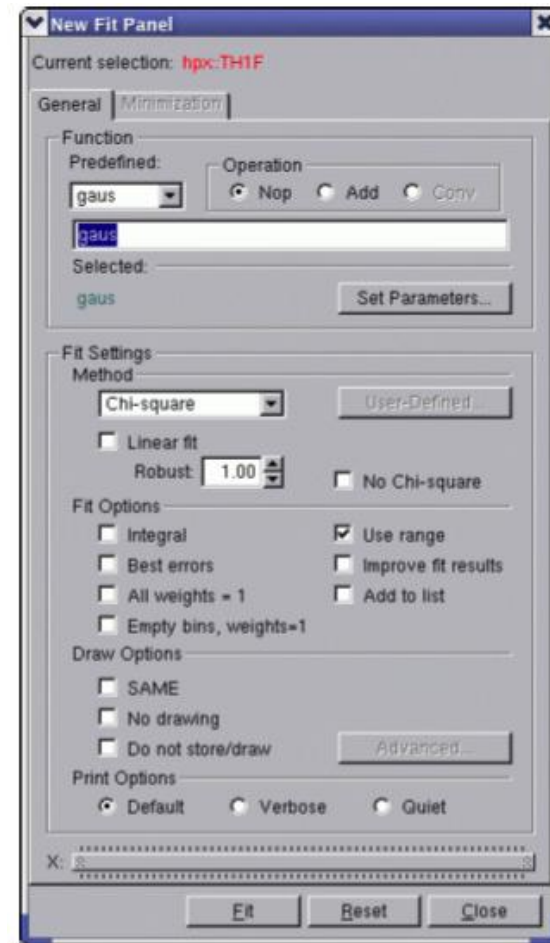 New Fit Panel
Current selection: hpx::TH1F
General Minimization
Function
Predefined: Operation
gaus Nop Add Conv
gaus
Selected:
gaus Set Parameters...
Fit Settings
Method
Chi-square User-Defined...
Linear fit
Robust: 1.00 No Chi-square
Fit Options
Integral Use range
Best errors Improve fit results
All weights = 1 Add to list
Empty bins, weights=1
Draw Options
SAME
No drawing
Do not store/draw Advanced...
Print Options
Default Verbose Quiet
X:
Fit Reset Close